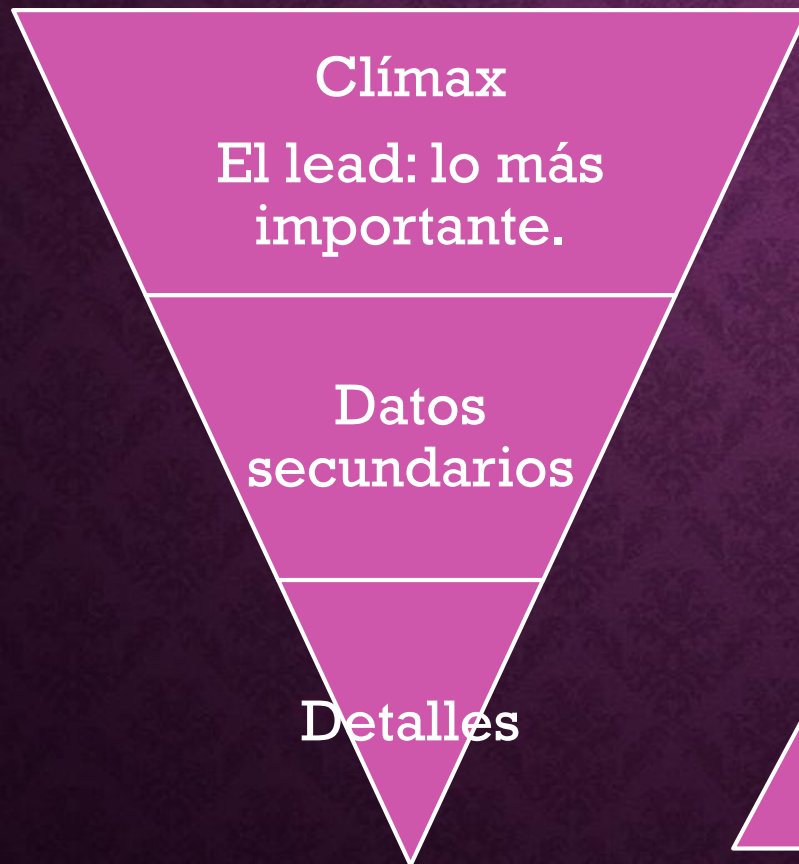 Clímax
El lead: lo más
importante.
Datos
secundarios
Detalles